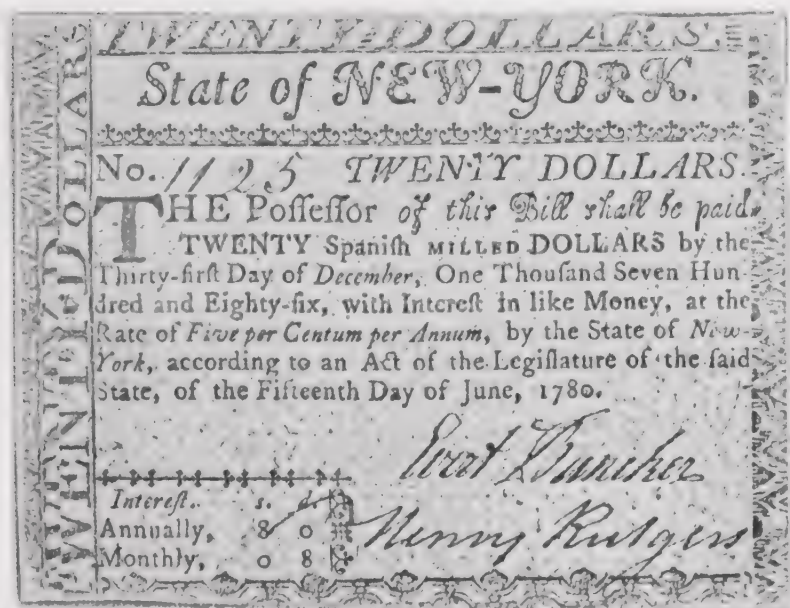 TWENTY-DOLLARS.
TWENTY-DOLLARS
State of NEW-YORK.
No. 1125 TWENTY DOLLARS.
THE Poſſeſſor of this Bill shall be paid
TWENTY Spaniſh MILLED DOLLARS by the
Thirty-firſt Day of December, One Thouſand Seven Hun-
dred and Eighty-ſix, with Intereſt in like Money, at the
Rate of Five per Centum per Annum, by the State of New-
York, according to an Act of the Legiſlature of the ſaid
State, of the Fifteenth Day of June, 1780.
Evert Bancker
Henry Rutgers
Intereſt. s. d.
Annually, 8 0
Monthly, 0 8